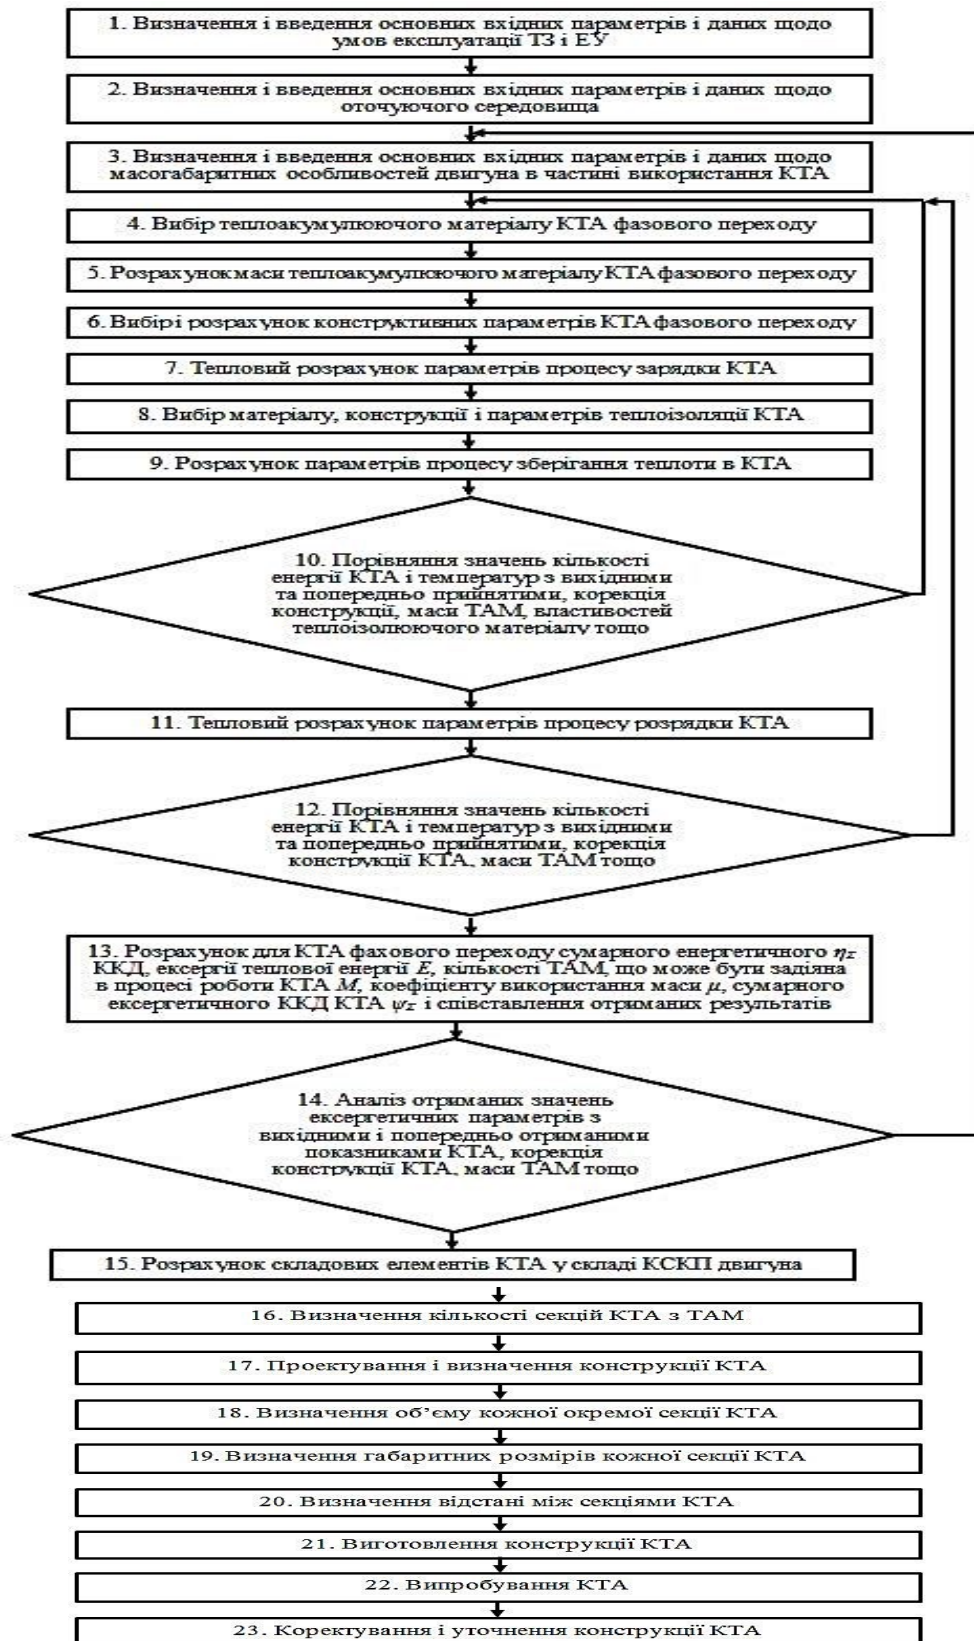 1. Визначення і введення основних вхідних параметрів і даних щодо
умов експлуатації ТЗ і ЕУ
2. Визначення і введення основних вхідних параметрів і даних щодо
оточуючого середовища
3. Визначення і введення основних вхідних параметрів і даних щодо
масогабаритних особливостей двигуна в частині використання КТА
4. Вибір теплоакумулюючого матеріалу КТА фазового переходу
5. Розрахунок маси теплоакумулюючого матеріалу КТА фазового переходу
6. Вибір і розрахунок конструктивних параметрів КТА фазового переходу
7. Тепловий розрахунок параметрів процесу зарядки КТА
8. Вибір матеріалу, конструкції і параметрів теплоізоляції КТА
9. Розрахунок параметрів процесу зберігання теплоти в КТА
10. Порівняння значень кількості
енергії КТА і температур з вихідними
та попередньо прийнятими, корекція
конструкції, маси ТАМ, властивостей
теплоізолюючого матеріалу тощо
11. Тепловий розрахунок параметрів процесу розрядки КТА
12. Порівняння значень кількості
енергії КТА і температур з вихідними
та попередньо прийнятими, корекція
конструкції КТА, маси ТАМ тощо
13. Розрахунок для КТА фахового переходу сумарного енергетичного η_Σ
ККД, ексергії теплової енергії E, кількості ТАМ, що може бути задіяна
в процесі роботи КТА M, коефіцієнту використання маси μ, сумарного
ексергетичного ККД КТА ψ_Σ і співставлення отриманих результатів
14. Аналіз отриманих значень
ексергетичних параметрів з
вихідними і попередньо отриманими
показниками КТА, корекція
конструкції КТА, маси ТАМ тощо
15. Розрахунок складових елементів КТА у складі КСКП двигуна
16. Визначення кількості секцій КТА з ТАМ
17. Проектування і визначення конструкції КТА
18. Визначення об’єму кожної окремої секції КТА
19. Визначення габаритних розмірів кожної секції КТА
20. Визначення відстані між секціями КТА
21. Виготовлення конструкції КТА
22. Випробування КТА
23. Коректування і уточнення конструкції КТА